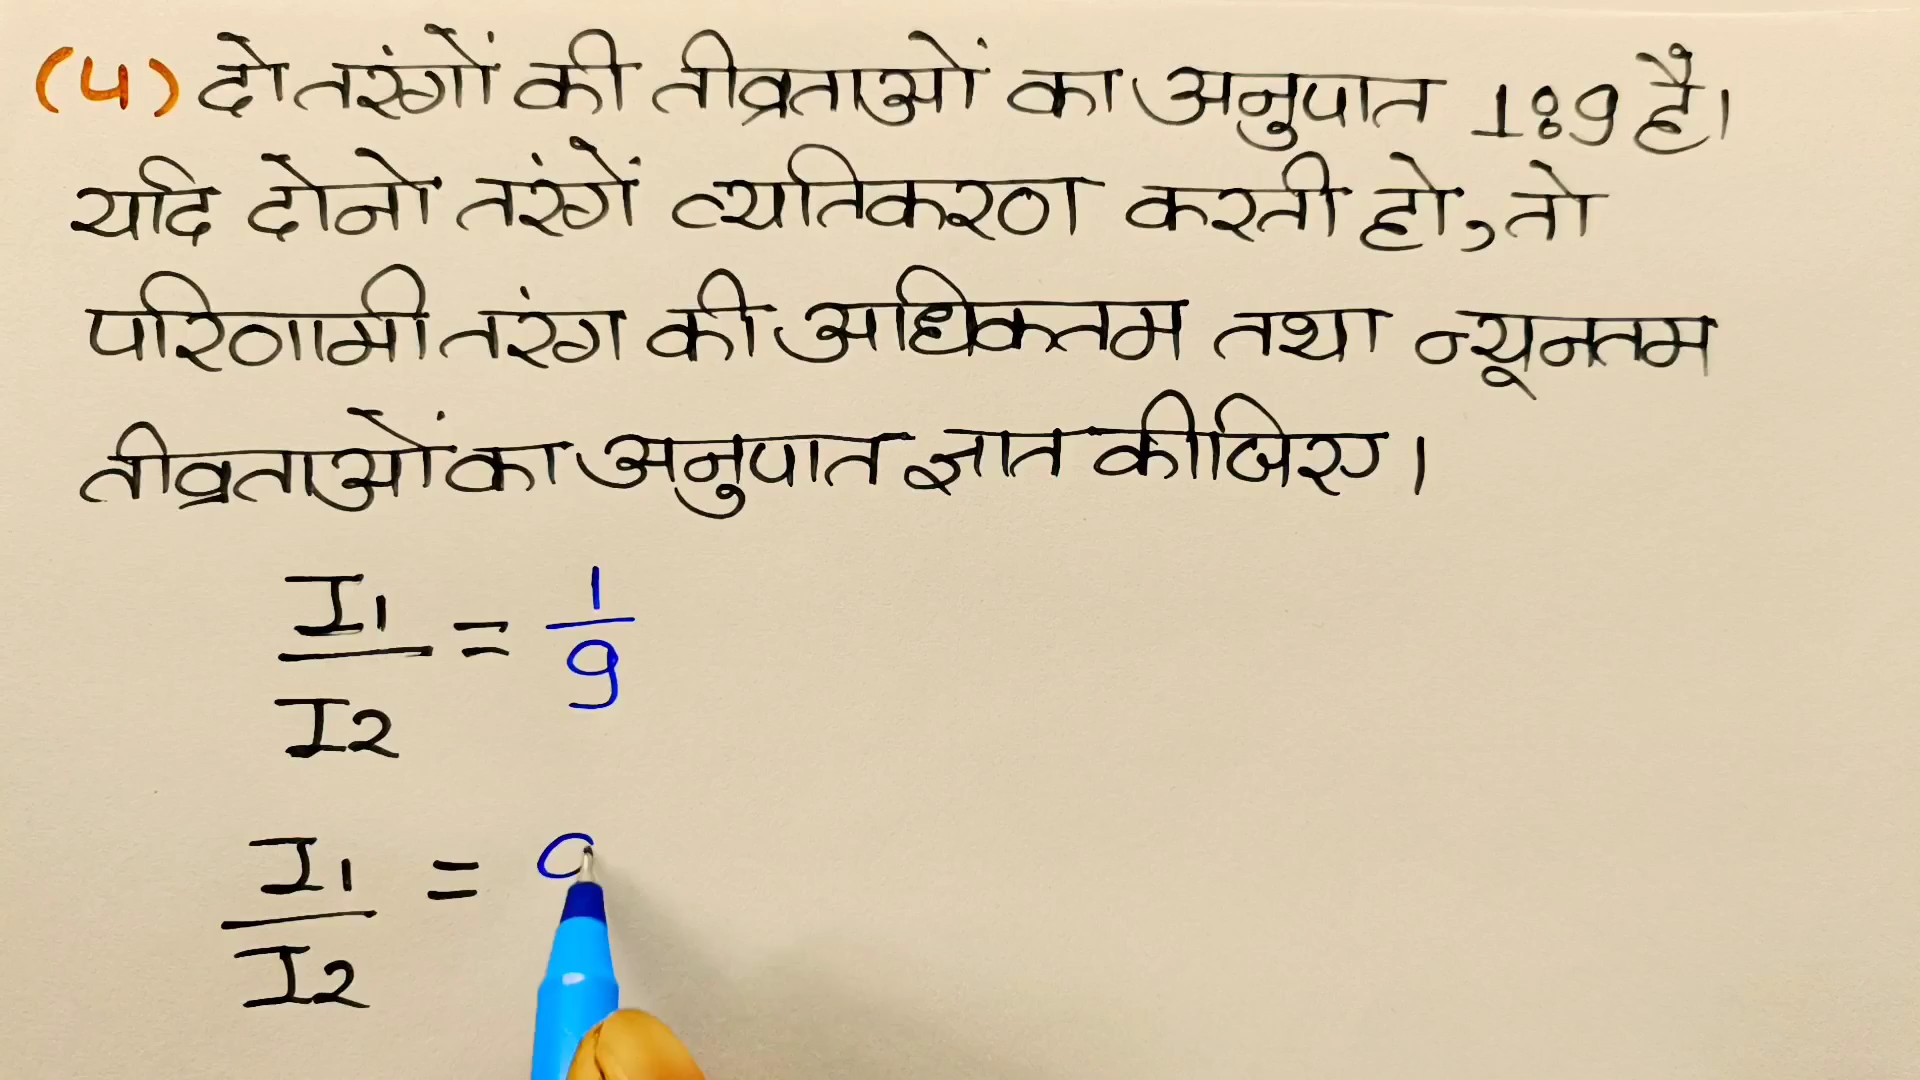 (५) दो तरंगों की तीव्रताओं का अनुपात 1:9 है।
यदि दोनो तरंगें व्यतिकरण करती हो, तो
परिणामी तरंग की अधिकतम तथा न्यूनतम
तीव्रताओं का अनुपात ज्ञात कीजिए।
I1/I2 = 1/9
I1/I2 =